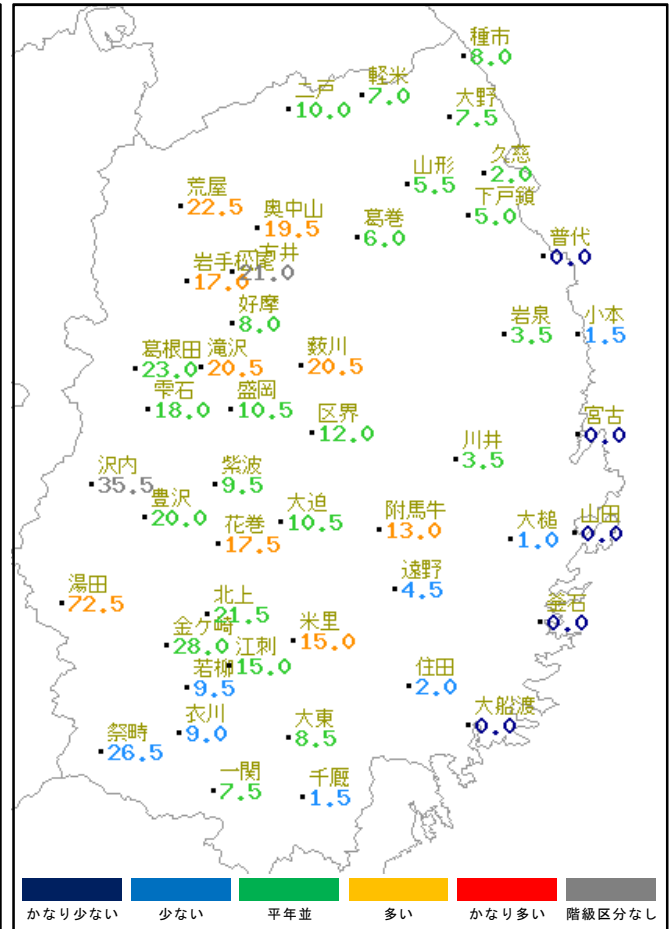 種市
8.0
軽米
7.0
二戸
10.0
大野
7.5
久慈
2.0
山形
5.5
下戸鎖
5.0
荒屋
22.5
奥中山
19.5
葛巻
6.0
普代
0.0
岩手松尾
17.0
一方井
21.0
好摩
8.0
岩泉
3.5
小本
1.5
葛根田
23.0
滝沢
20.5
薮川
20.5
雫石
18.0
盛岡
10.5
区界
12.0
宮古
0.0
川井
3.5
沢内
35.5
紫波
9.5
豊沢
20.0
大迫
10.5
花巻
17.5
附馬牛
13.0
大槌
1.0
山田
0.0
遠野
4.5
湯田
72.5
北上
21.5
釜石
0.0
金ケ崎
28.0
米里
15.0
江刺
15.0
若柳
9.5
住田
2.0
大船渡
0.0
衣川
9.0
祭畤
26.5
大東
8.5
一関
7.5
千厩
1.5
かなり少ない 少ない 平年並 多い かなり多い 階級区分なし